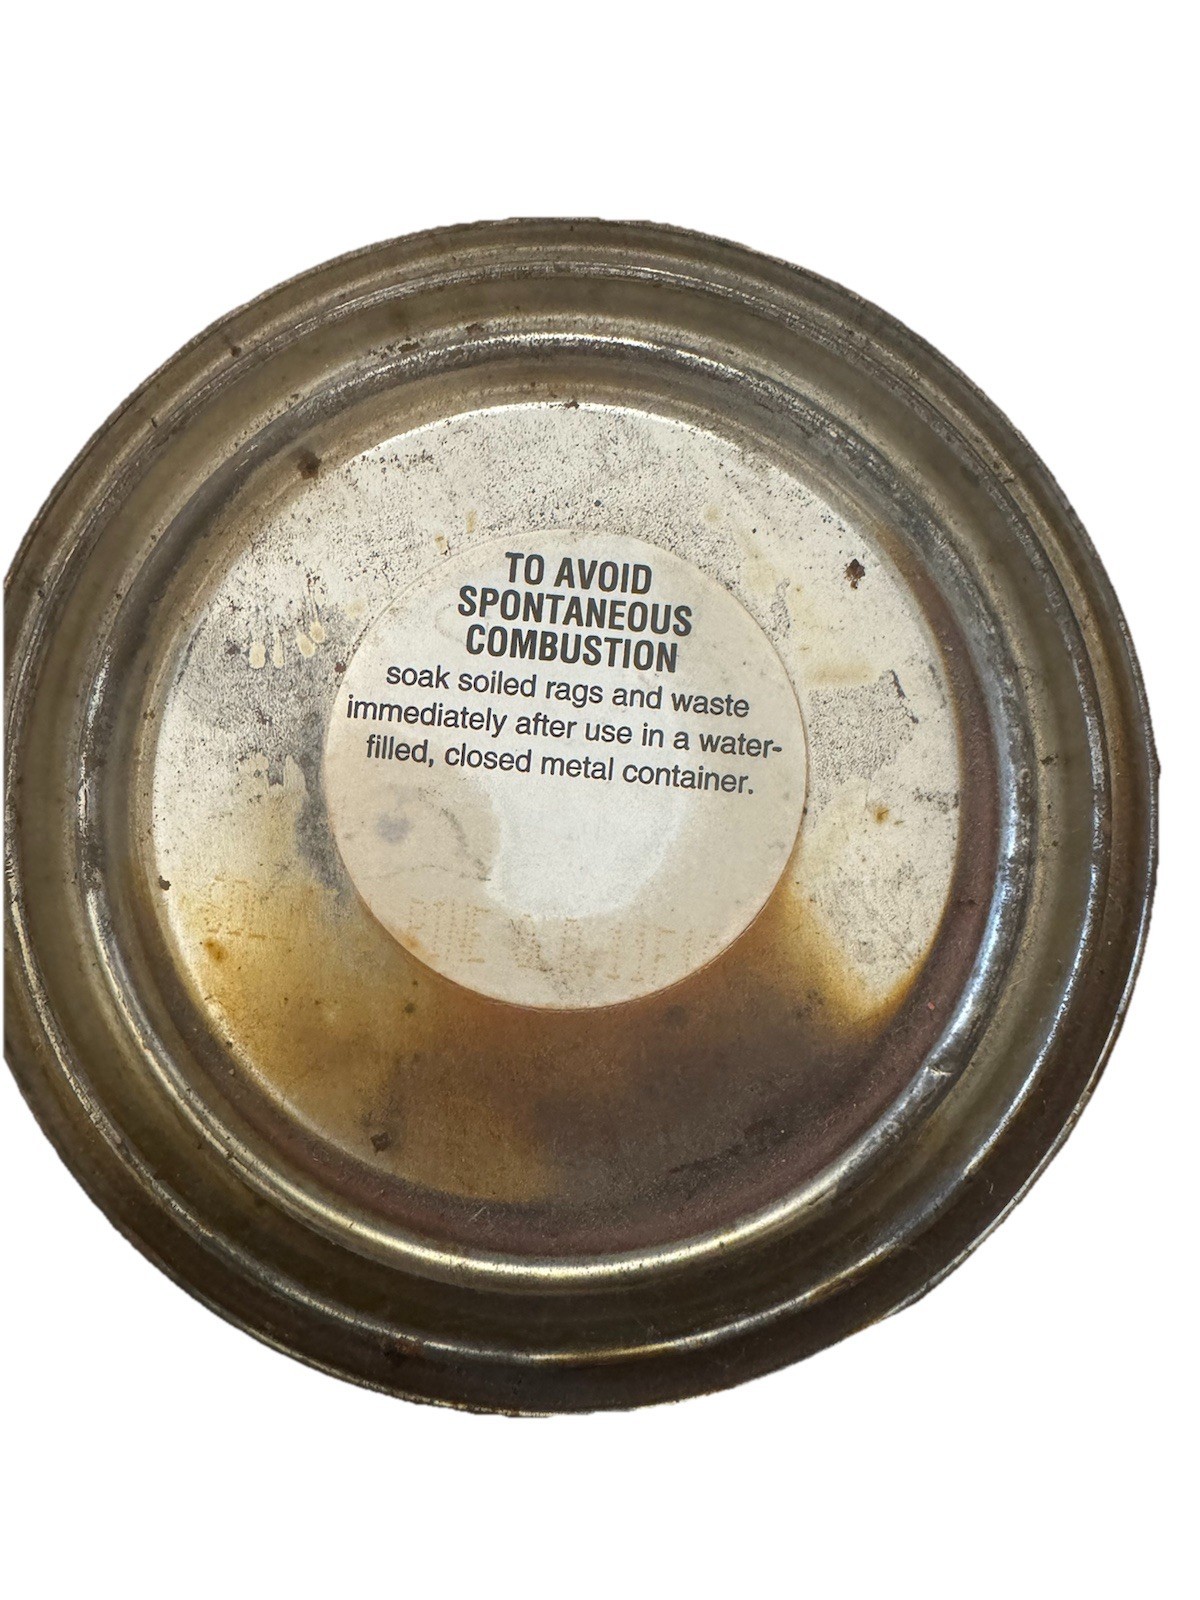 TO AVOID
SPONTANEOUS
COMBUSTION
soak soiled rags and waste
immediately after use in a water-
filled, closed metal container.